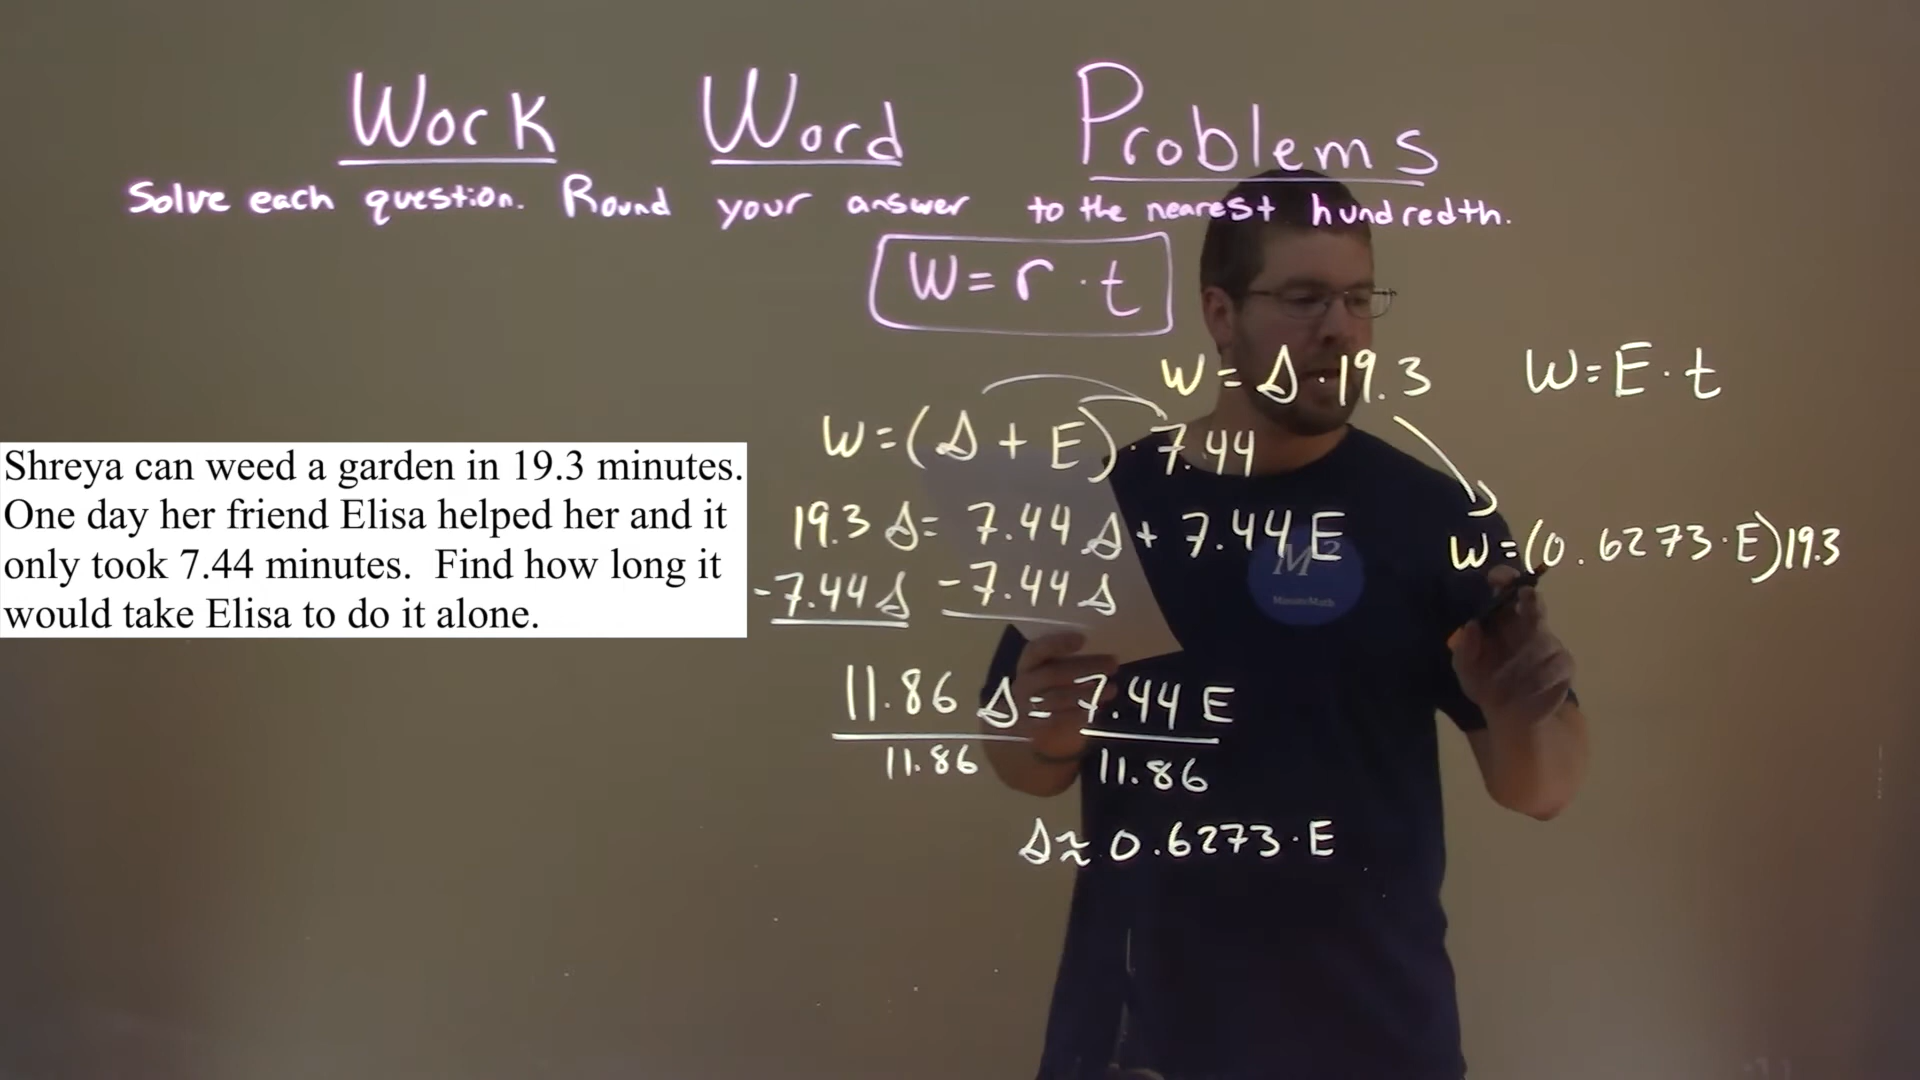 Work Word Problems
Solve each question. Round your answer to the nearest hundredth.
W = r · t
W = S · 19.3
W = E · t
W = (S + E) · 7.44
Shreya can weed a garden in 19.3 minutes.
One day her friend Elisa helped her and it
only took 7.44 minutes. Find how long it
would take Elisa to do it alone.
19.3 S = 7.44 S + 7.44 E
-7.44 S -7.44 S
W = (0.6273 · E)19.3
M²
MinuteMath
11.86 S = 7.44 E
11.86 11.86
S ≈ 0.6273 · E